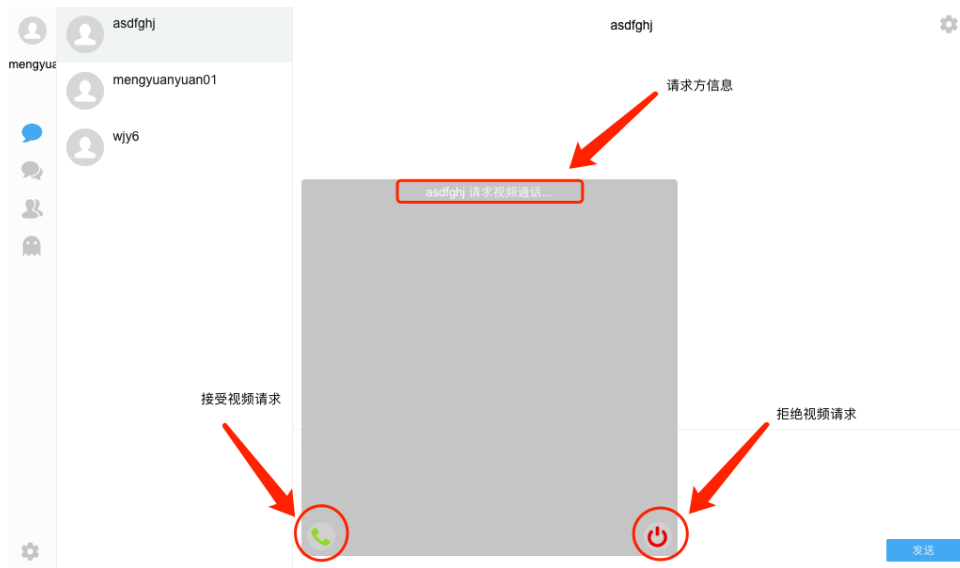 asdfghj
asdfghj
mengyua
mengyuanyuan01
请求方信息
wjy6
asdfghj 请求视频通话...
接受视频请求
拒绝视频请求
发送